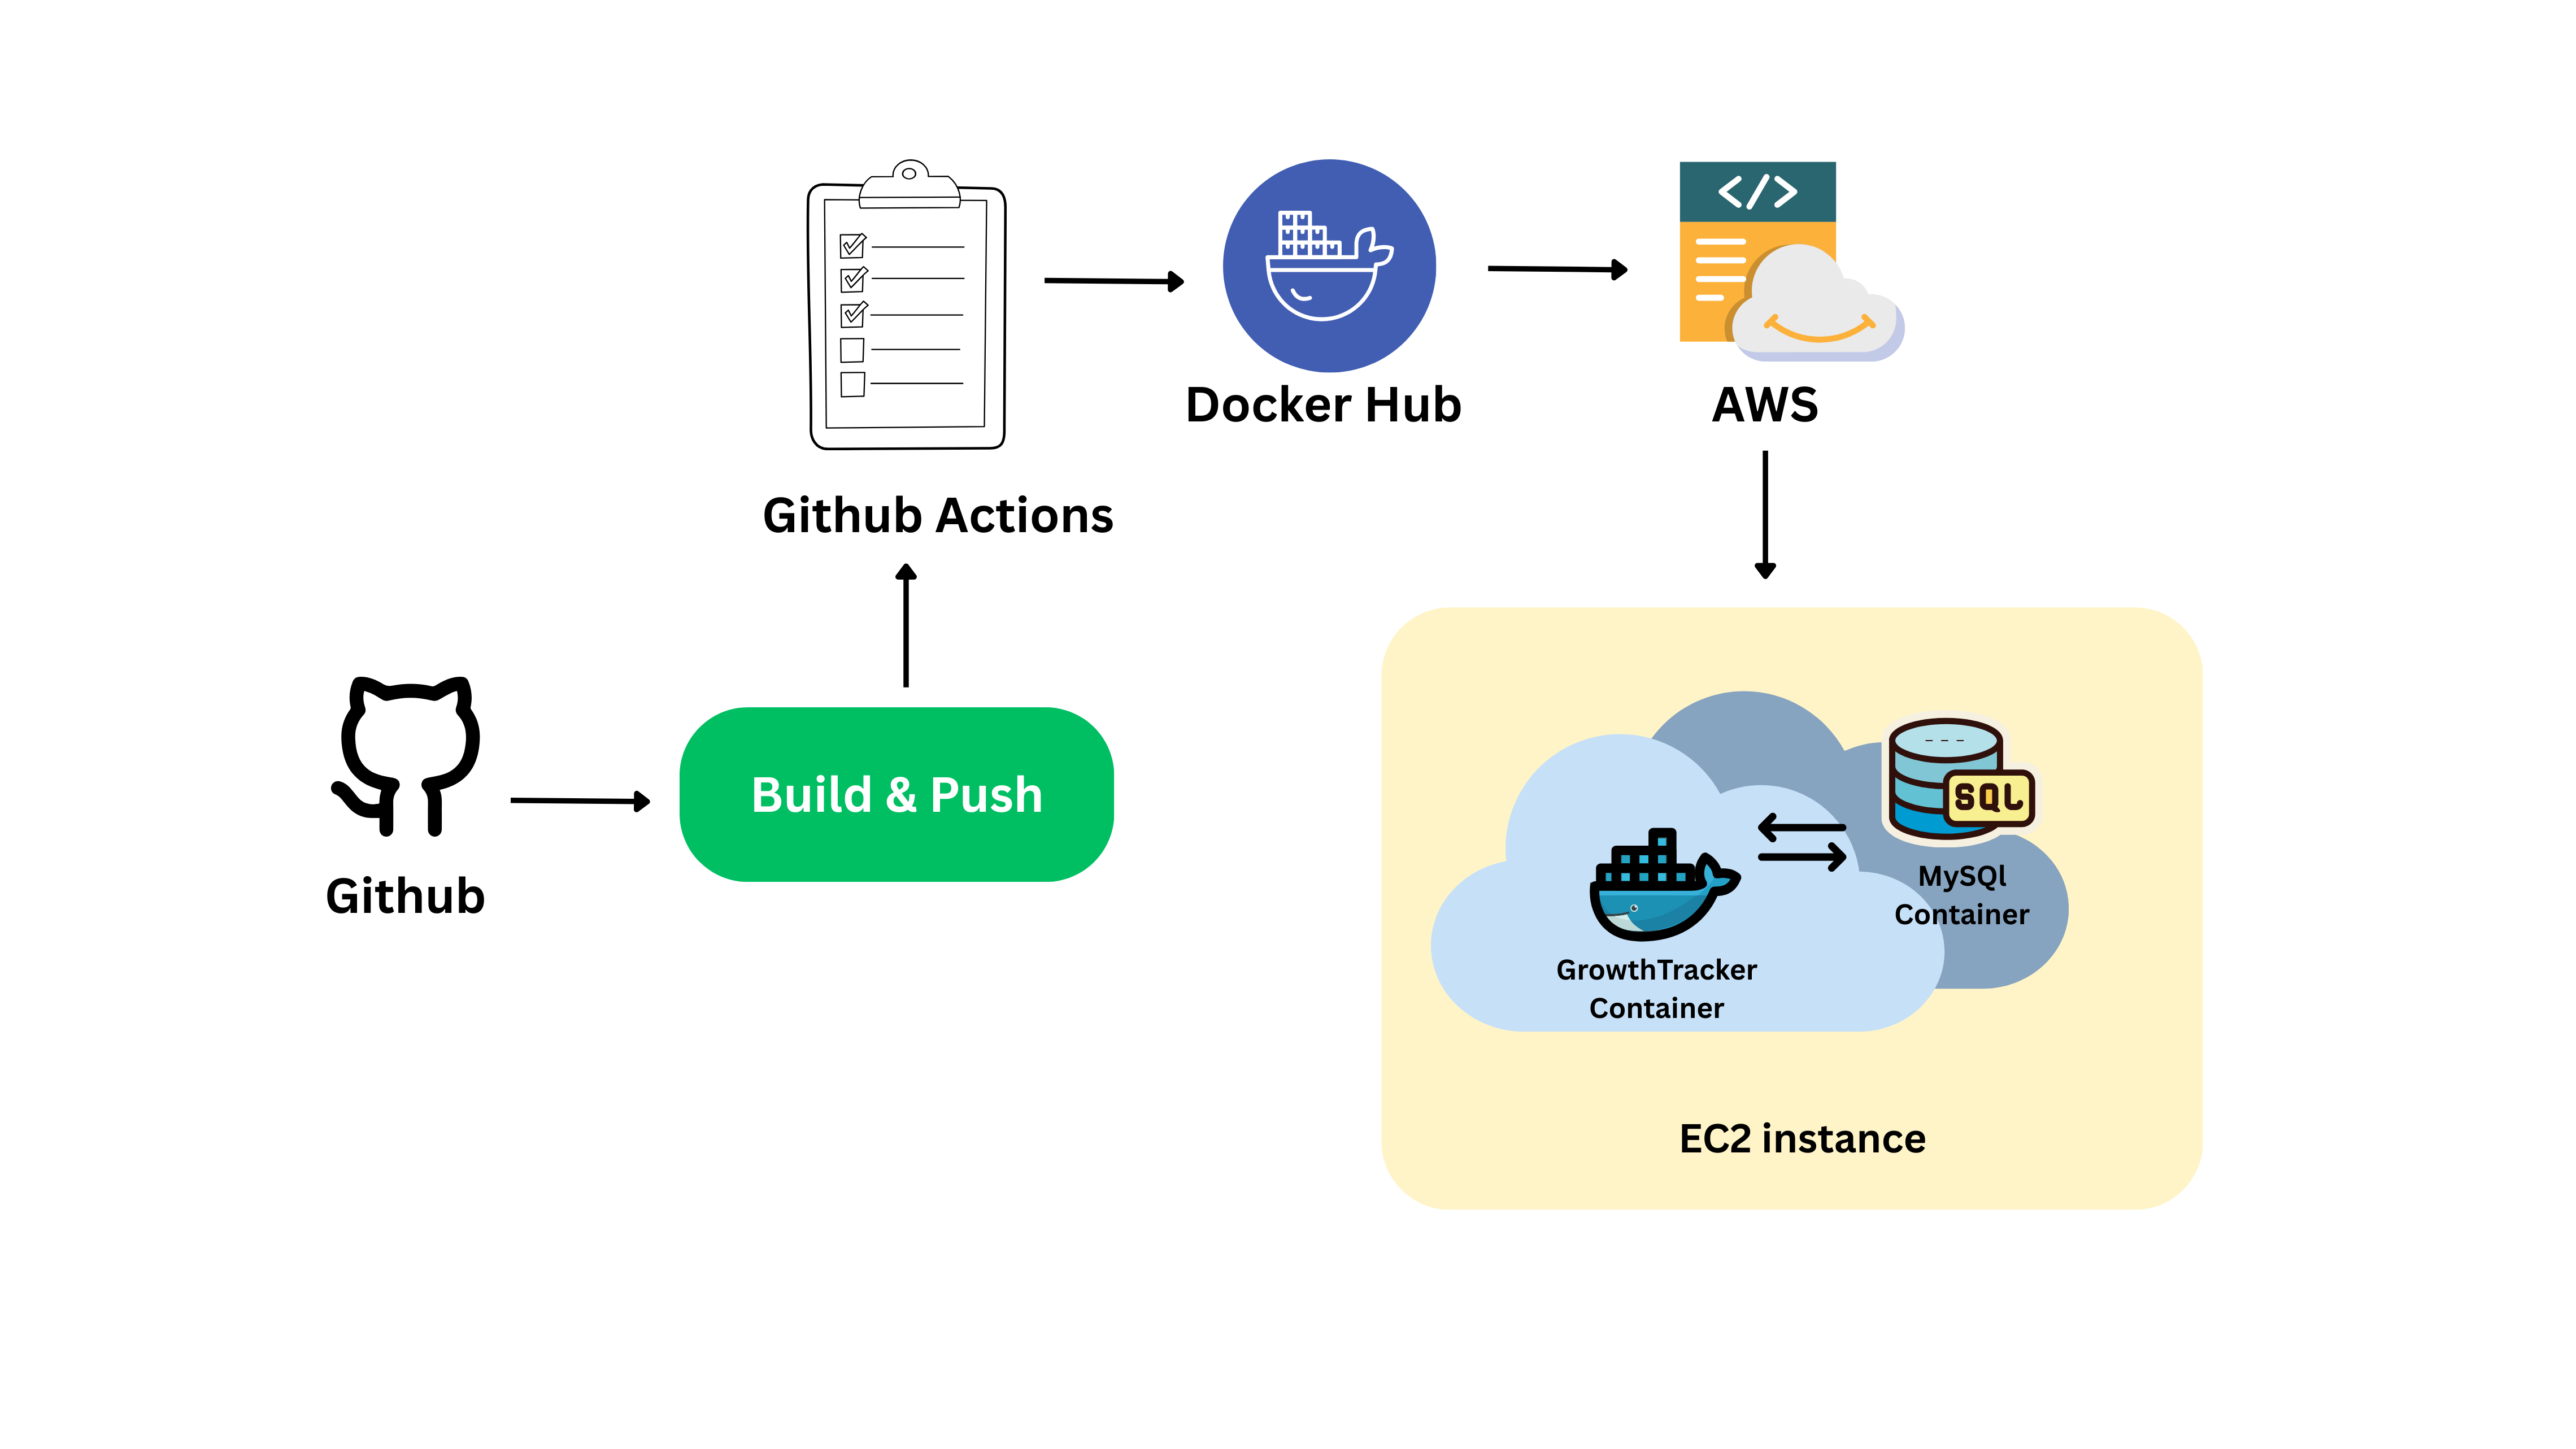 </>
Docker Hub
AWS
Github Actions
Github
Build & Push
SQL
MySQl
Container
GrowthTracker
Container
EC2 instance